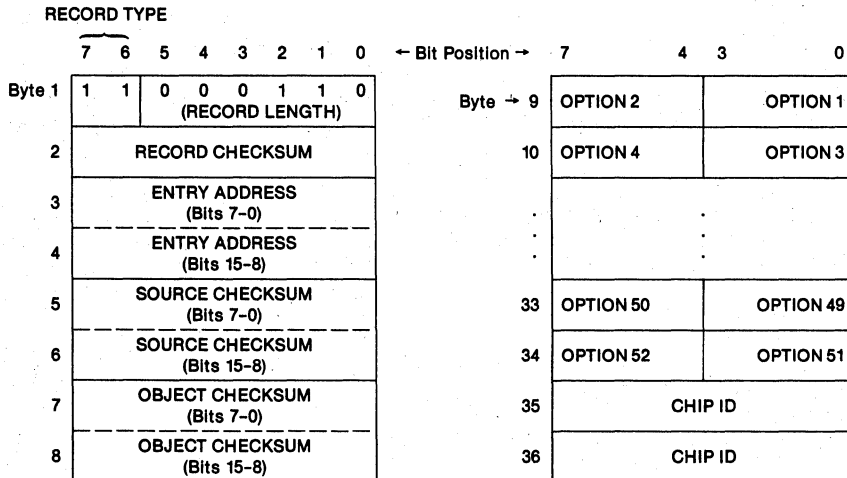 RECORD TYPE
7 6 5 4 3 2 1 0 ← Bit Position → 7 4 3 0
Byte 1 1 1 0 0 0 1 1 0
(RECORD LENGTH)
2 RECORD CHECKSUM
3 ENTRY ADDRESS
(Bits 7-0)
4 ENTRY ADDRESS
(Bits 15-8)
5 SOURCE CHECKSUM
(Bits 7-0)
6 SOURCE CHECKSUM
(Bits 15-8)
7 OBJECT CHECKSUM
(Bits 7-0)
8 OBJECT CHECKSUM
(Bits 15-8)
Byte → 9 OPTION 2 OPTION 1
10 OPTION 4 OPTION 3
33 OPTION 50 OPTION 49
34 OPTION 52 OPTION 51
35 CHIP ID
36 CHIP ID